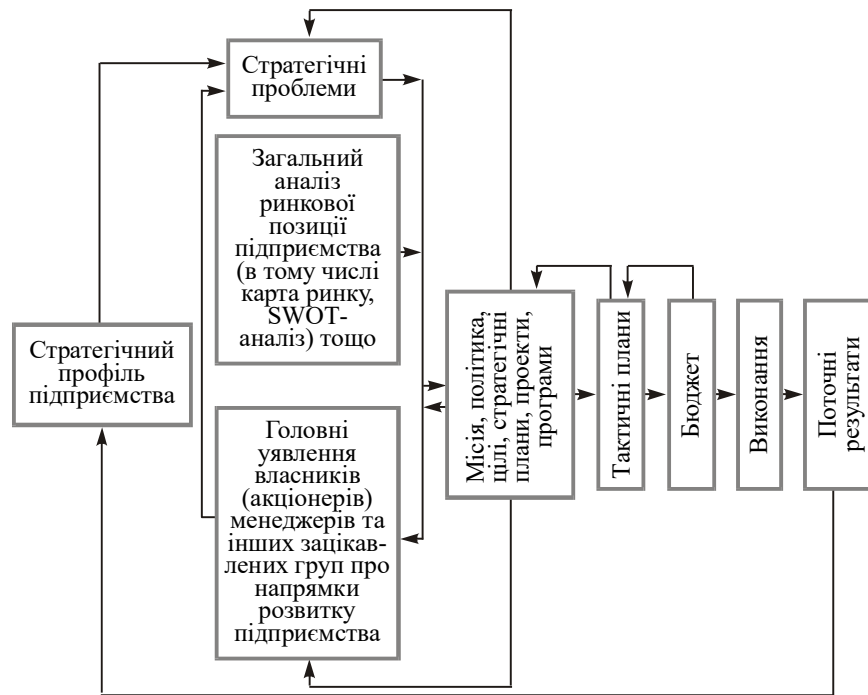 Стратегічні
проблеми
Загальний
аналіз
ринкової
позиції
підприємства
(в тому числі
карта ринку,
SWOT-
аналіз) тощо
Стратегічний
профіль
підприємства
Головні
уявлення
власників
(акціонерів)
менеджерів та
інших зацікав-
лених груп про
напрямки
розвитку
підприємства
Місія, політика,
цілі, стратегічні
плани, проекти,
програми
Тактичні плани
Бюджет
Виконання
Поточні
результати